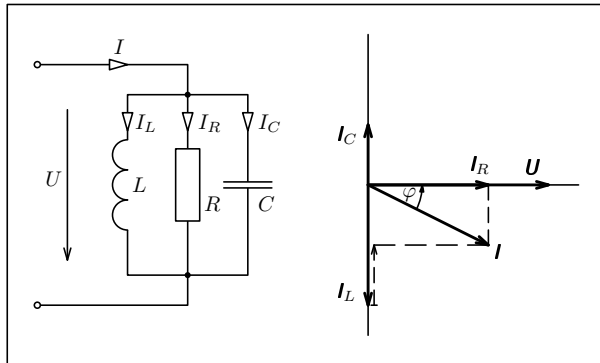 I
I_L I_R I_C
U L R C
I_C
I_R U
φ
I
I_L